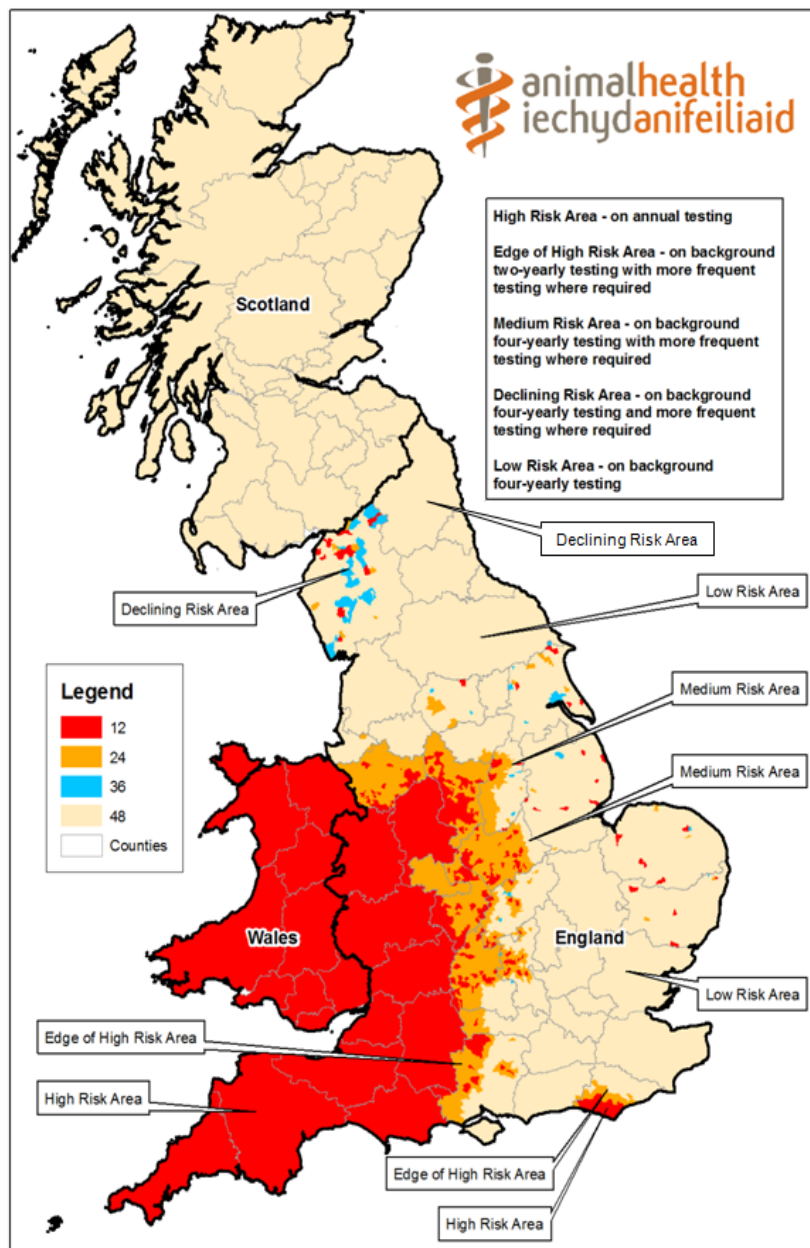 animalhealth
iechydanifeiliaid
High Risk Area - on annual testing
Edge of High Risk Area - on background
two-yearly testing with more frequent
testing where required
Medium Risk Area - on background
four-yearly testing with more frequent
testing where required
Declining Risk Area - on background
four-yearly testing and more frequent
testing where required
Low Risk Area - on background
four-yearly testing
Scotland
Declining Risk Area
Low Risk Area
Declining Risk Area
Legend
12
24
36
48
Counties
Medium Risk Area
Medium Risk Area
Wales
England
Low Risk Area
Edge of High Risk Area
High Risk Area
Edge of High Risk Area
High Risk Area